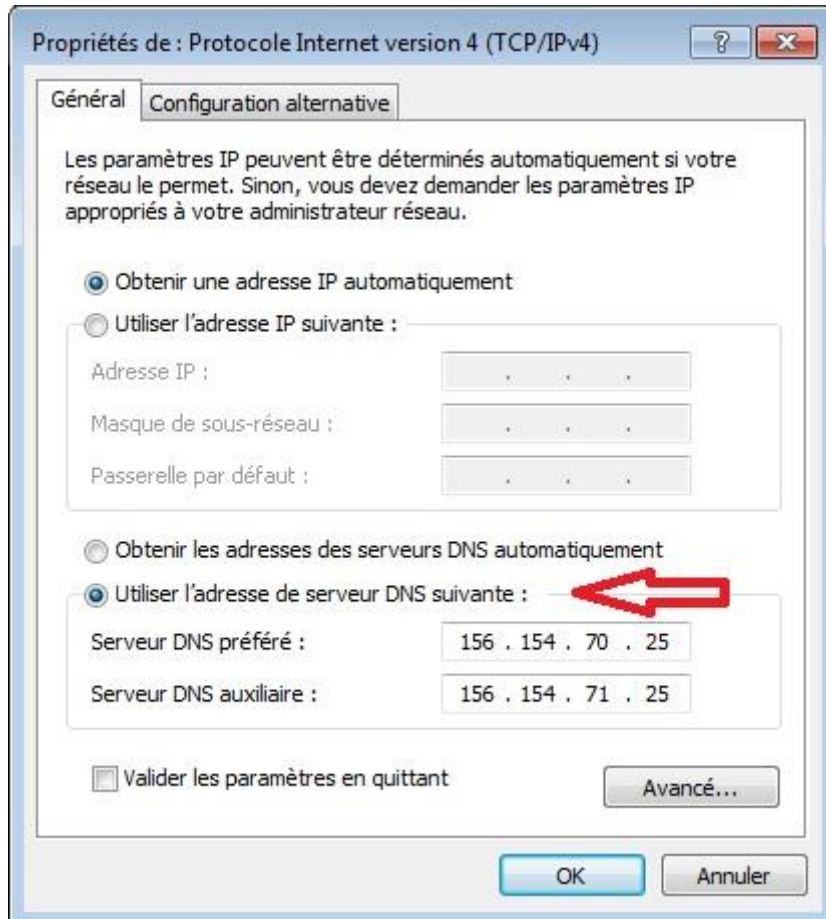 Propriétés de : Protocole Internet version 4 (TCP/IPv4)
?
Général
Configuration alternative
Les paramètres IP peuvent être déterminés automatiquement si votre
réseau le permet. Sinon, vous devez demander les paramètres IP
appropriés à votre administrateur réseau.
Obtenir une adresse IP automatiquement
Utiliser l'adresse IP suivante :
Adresse IP : . . .
Masque de sous-réseau : . . .
Passerelle par défaut : . . .
Obtenir les adresses des serveurs DNS automatiquement
Utiliser l'adresse de serveur DNS suivante :
Serveur DNS préféré : 156 . 154 . 70 . 25
Serveur DNS auxiliaire : 156 . 154 . 71 . 25
Valider les paramètres en quittant
Avancé...
OK
Annuler